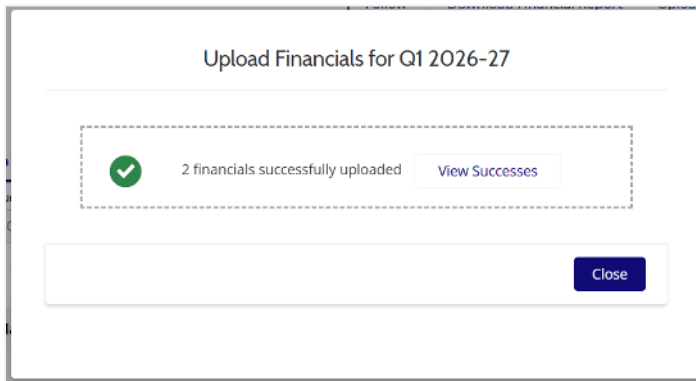 Upload Financials for Q1 2026-27
2 financials successfully uploaded View Successes
Close